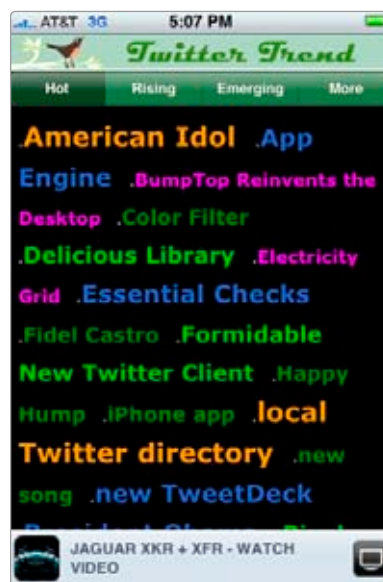 AT&T 3G 5:07 PM
Twitter Trend
Hot Rising Emerging More
.American Idol .App
Engine .BumpTop Reinvents the
Desktop .Color Filter
.Delicious Library .Electricity
Grid .Essential Checks
.Fidel Castro .Formidable
New Twitter Client .Happy
Hump .iPhone app .local
Twitter directory .new
song .new TweetDeck
.President Obama
JAGUAR XKR + XFR - WATCH
VIDEO